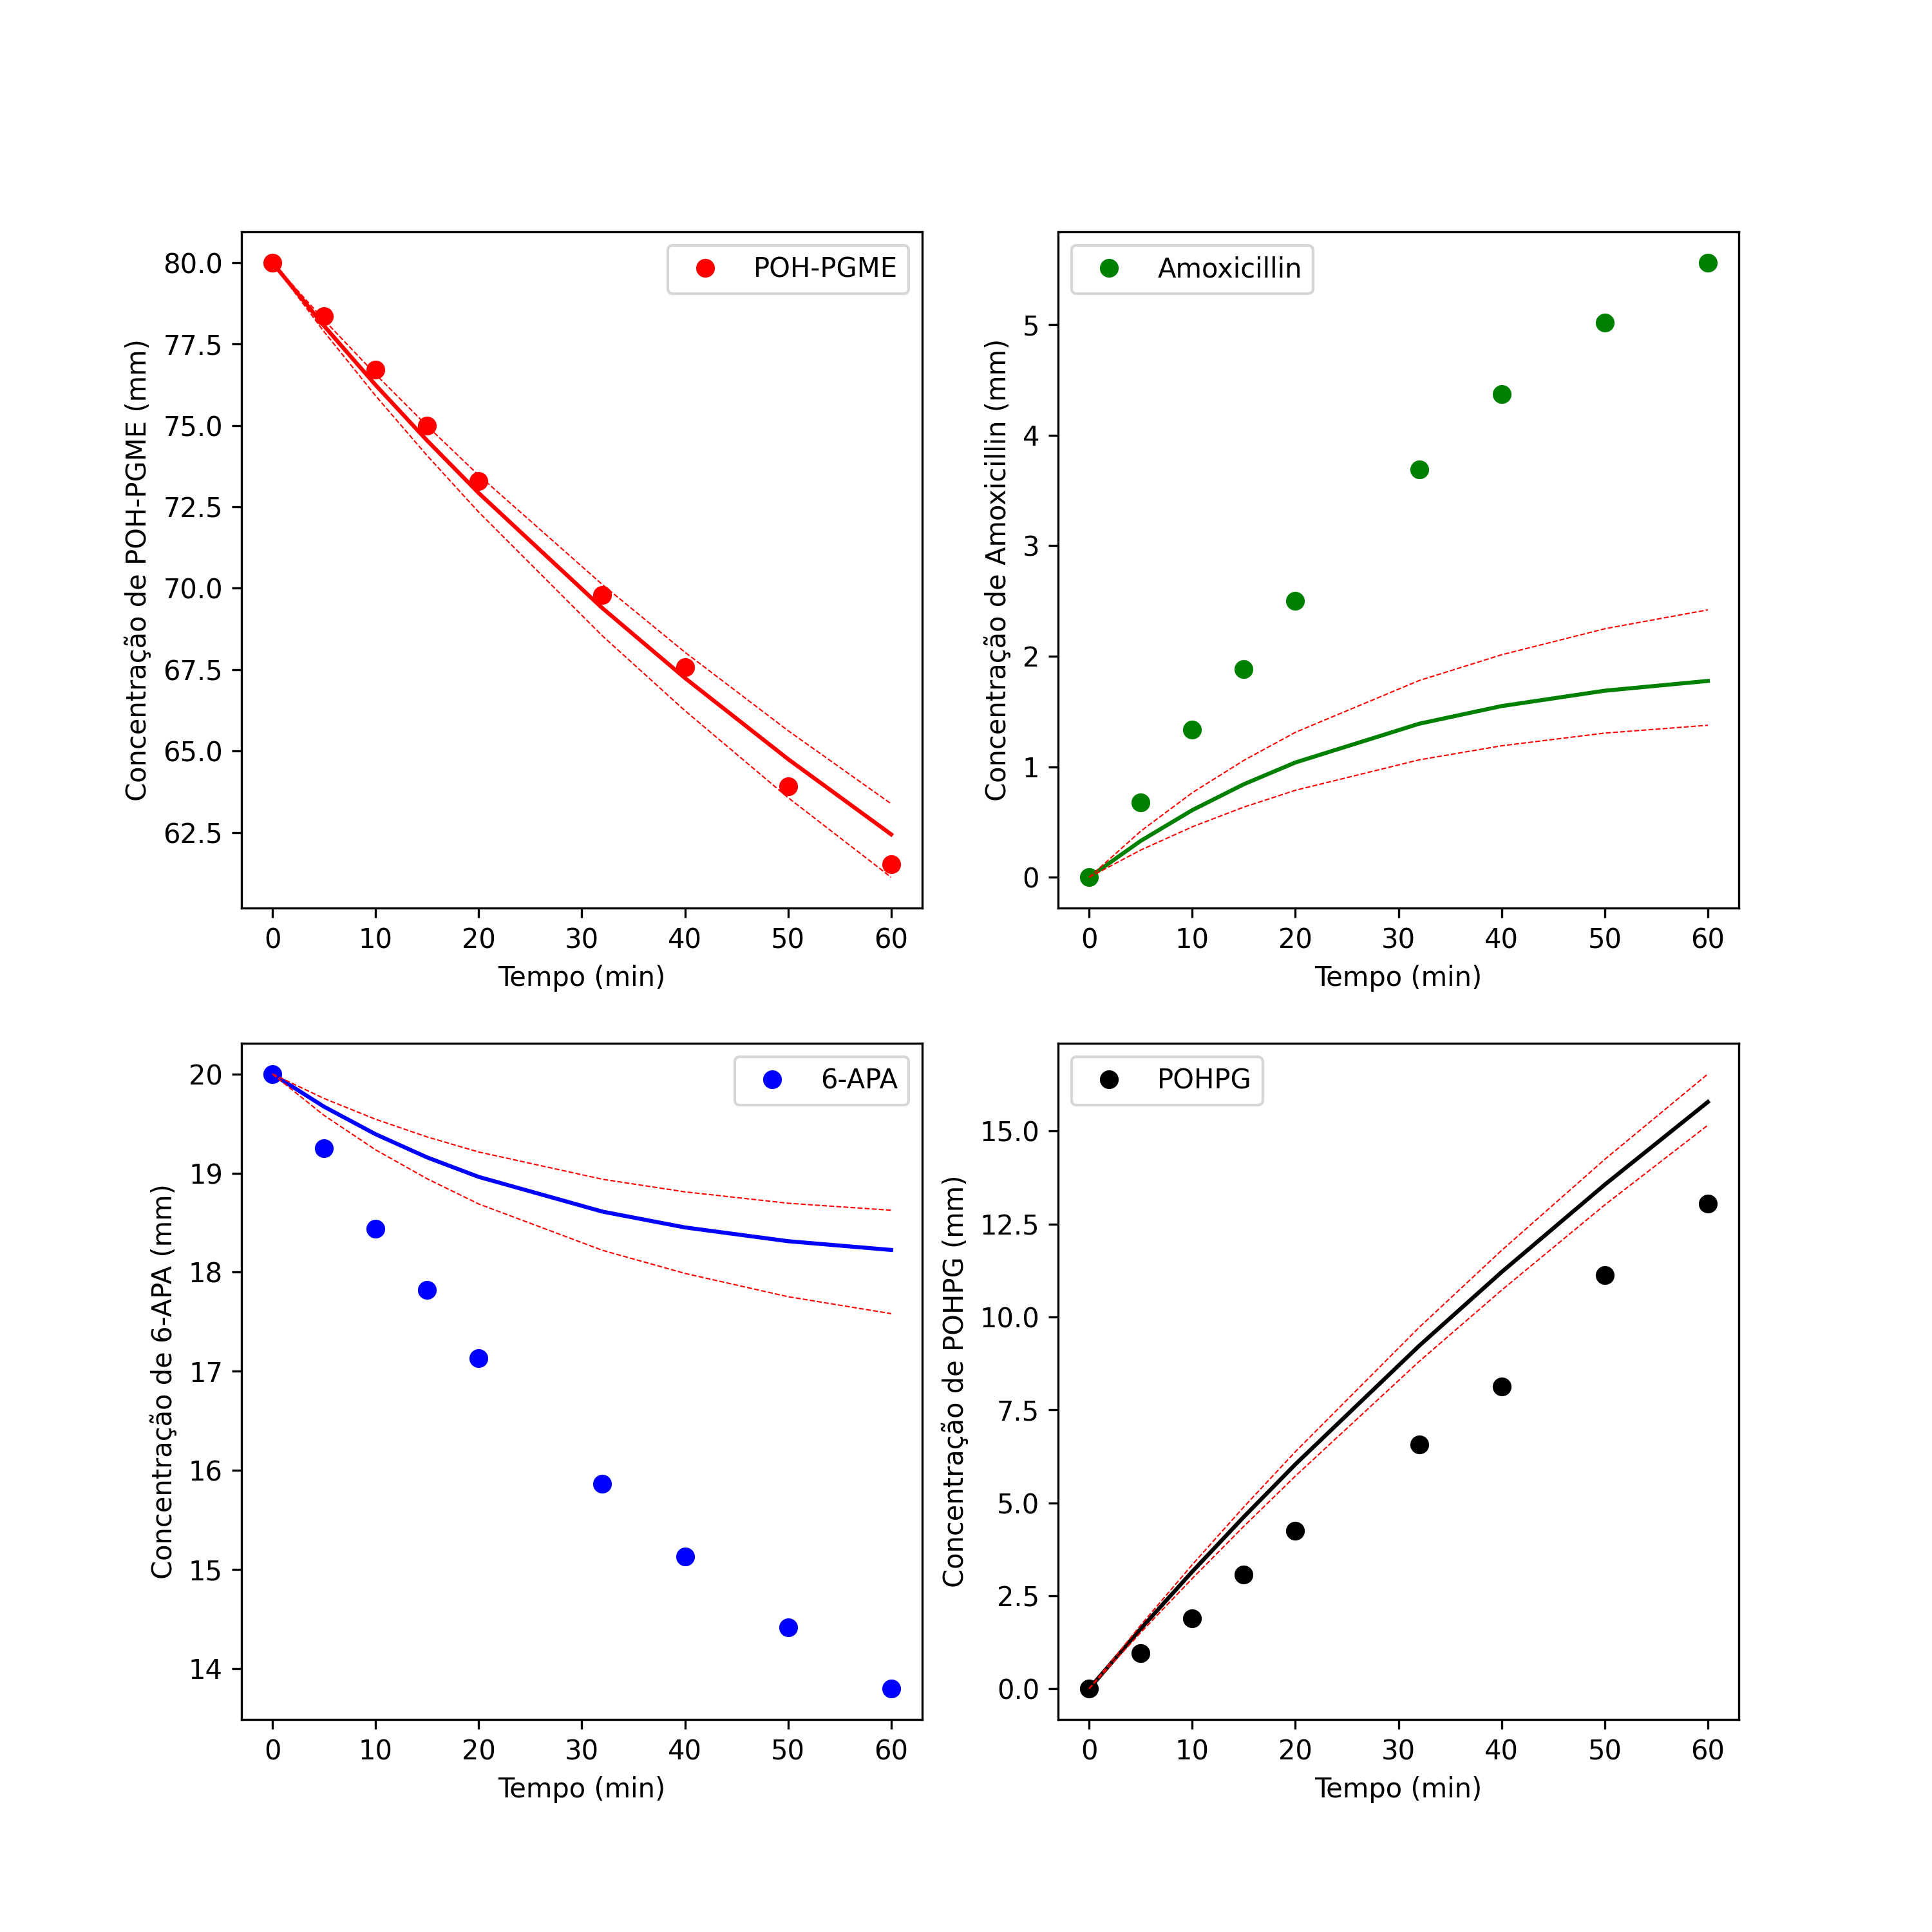 POH-PGME
Concentração de POH-PGME (mm)
80.0
77.5
75.0
72.5
70.0
67.5
65.0
62.5
0 10 20 30 40 50 60
Tempo (min)
Amoxicillin
Concentração de Amoxicillin (mm)
5
4
3
2
1
0
0 10 20 30 40 50 60
Tempo (min)
6-APA
Concentração de 6-APA (mm)
20
19
18
17
16
15
14
0 10 20 30 40 50 60
Tempo (min)
POHPG
Concentração de POHPG (mm)
15.0
12.5
10.0
7.5
5.0
2.5
0.0
0 10 20 30 40 50 60
Tempo (min)